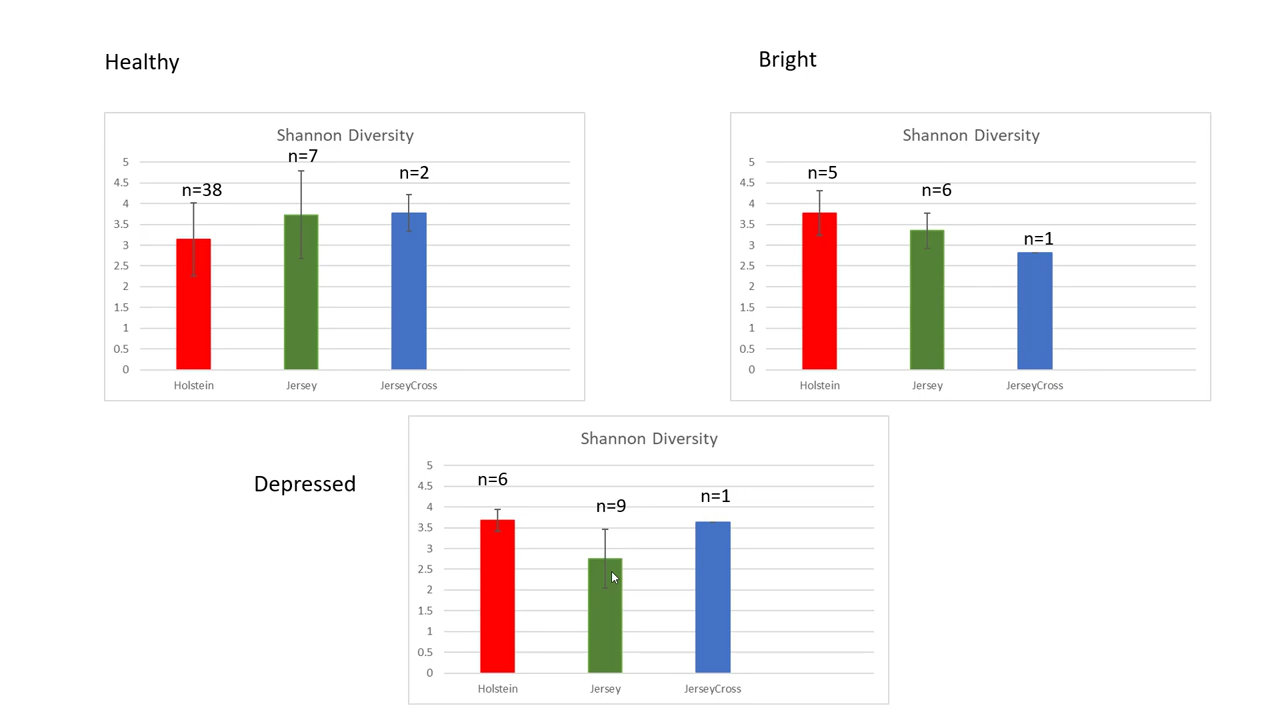 Healthy
Bright
Shannon Diversity
n=38
n=7
n=2
5
4.5
4
3.5
3
2.5
2
1.5
1
0.5
0
Holstein Jersey JerseyCross
Shannon Diversity
n=5
n=6
n=1
5
4.5
4
3.5
3
2.5
2
1.5
1
0.5
0
Holstein Jersey JerseyCross
Depressed
Shannon Diversity
n=6
n=9
n=1
5
4.5
4
3.5
3
2.5
2
1.5
1
0.5
0
Holstein Jersey JerseyCross